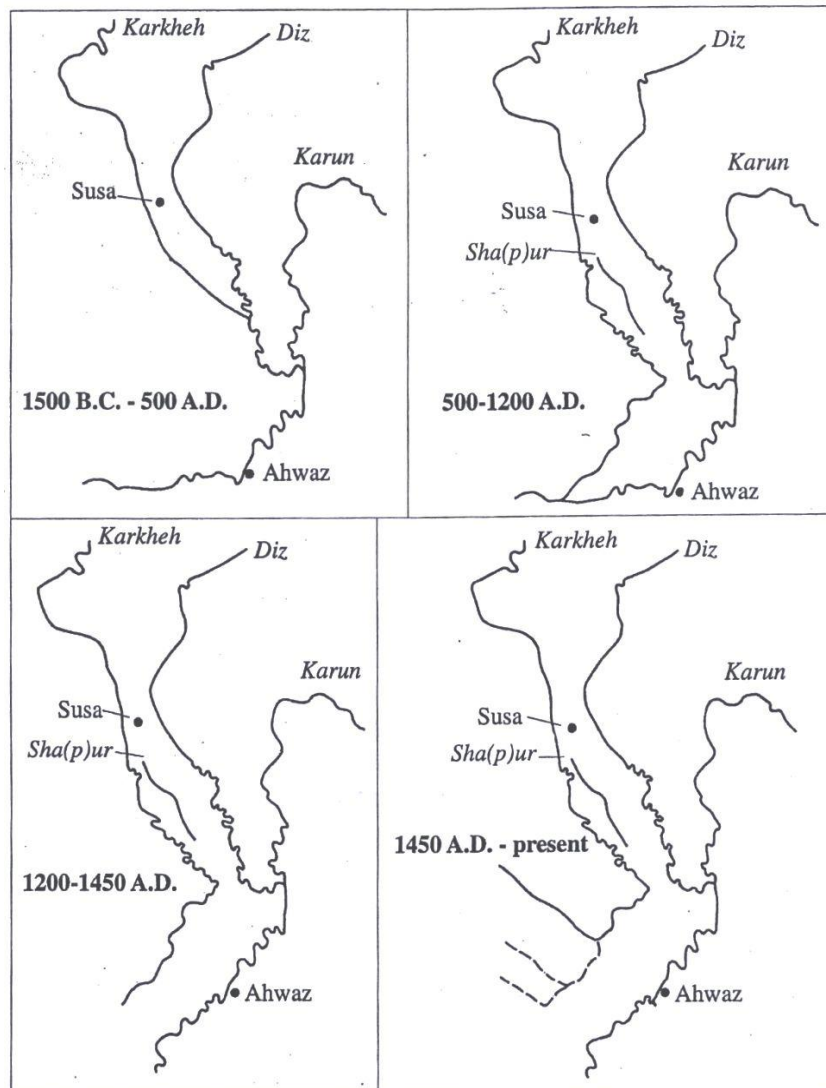 Karkheh
Diz
Karun
Susa
1500 B.C. - 500 A.D.
Ahwaz
Karkheh
Diz
Karun
Susa
Sha(p)ur
500-1200 A.D.
Ahwaz
Karkheh
Diz
Karun
Susa
Sha(p)ur
1200-1450 A.D.
Ahwaz
Karkheh
Diz
Karun
Susa
Sha(p)ur
1450 A.D. - present
Ahwaz